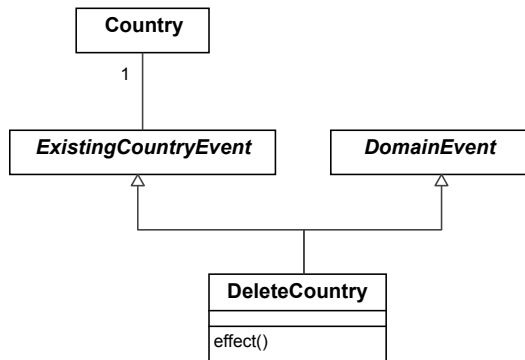 Country
1
ExistingCountryEvent
DomainEvent
DeleteCountry
effect()